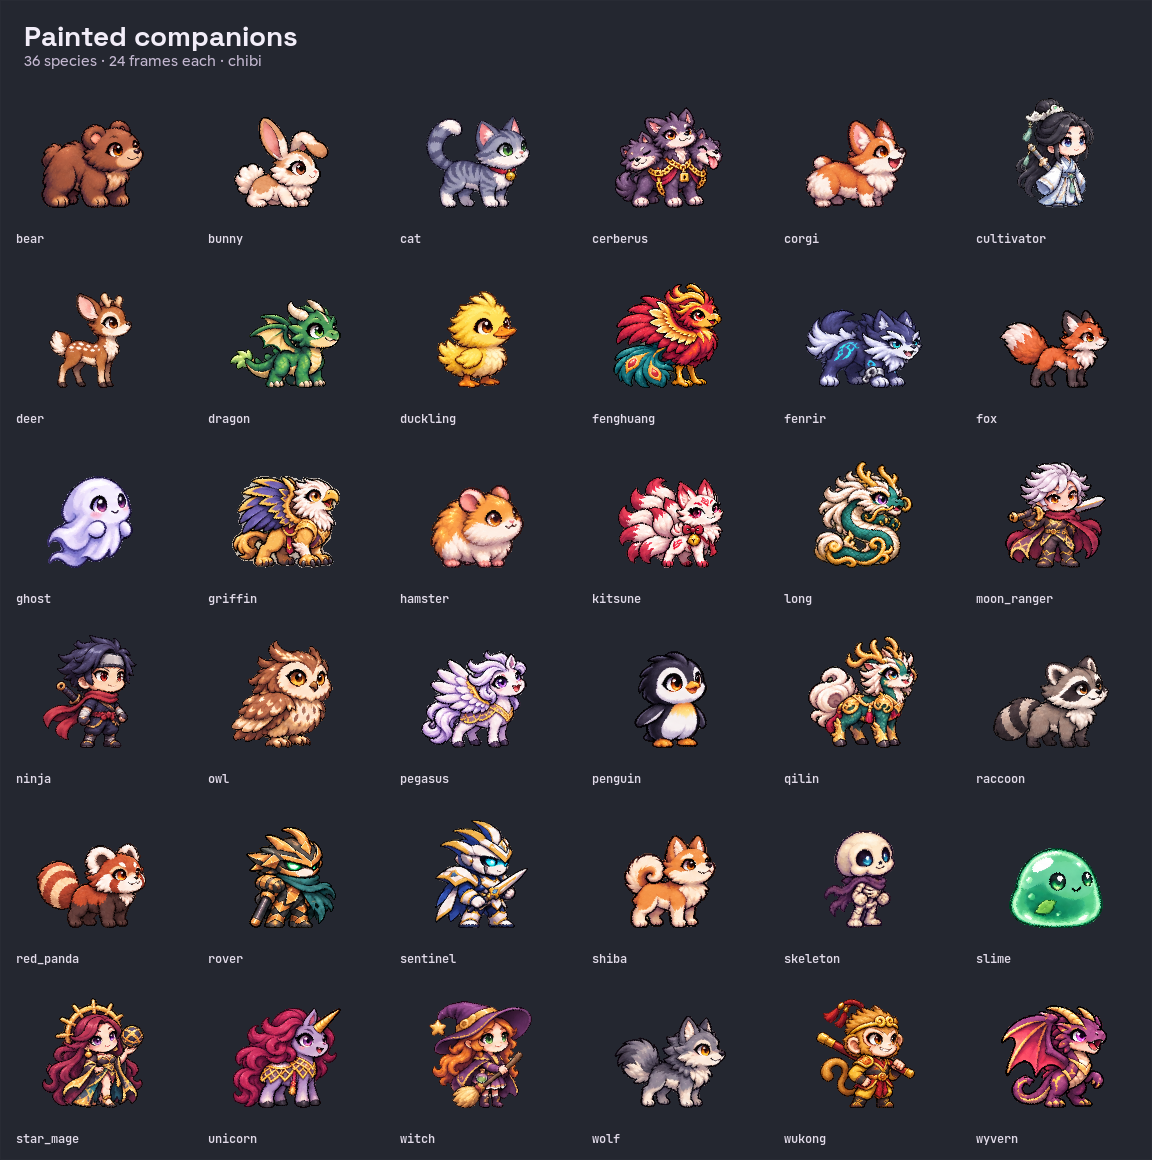 Painted companions
36 species · 24 frames each · chibi
bear bunny cat cerberus corgi cultivator
deer dragon duckling fenghuang fenrir fox
ghost griffin hamster kitsune long moon_ranger
ninja owl pegasus penguin qilin raccoon
red_panda rover sentinel shiba skeleton slime
star_mage unicorn witch wolf wukong wyvern